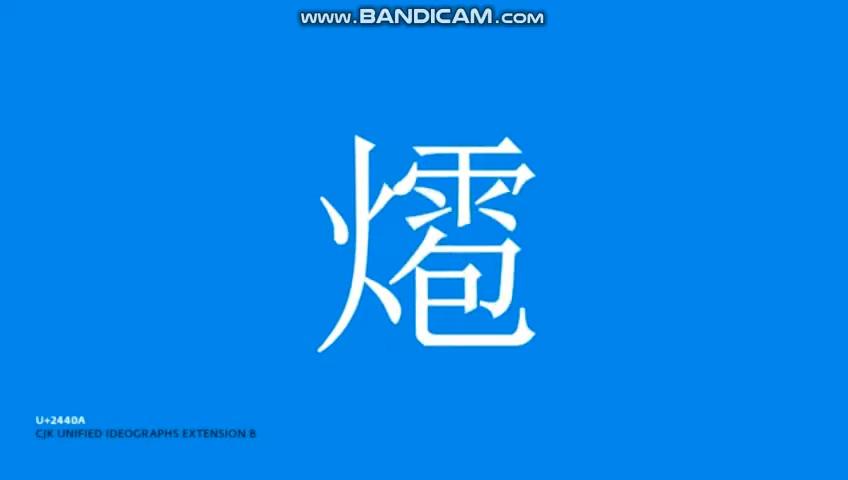 www.BANDICAM.com
𤐊
U+2440A
CJK UNIFIED IDEOGRAPHS EXTENSION B